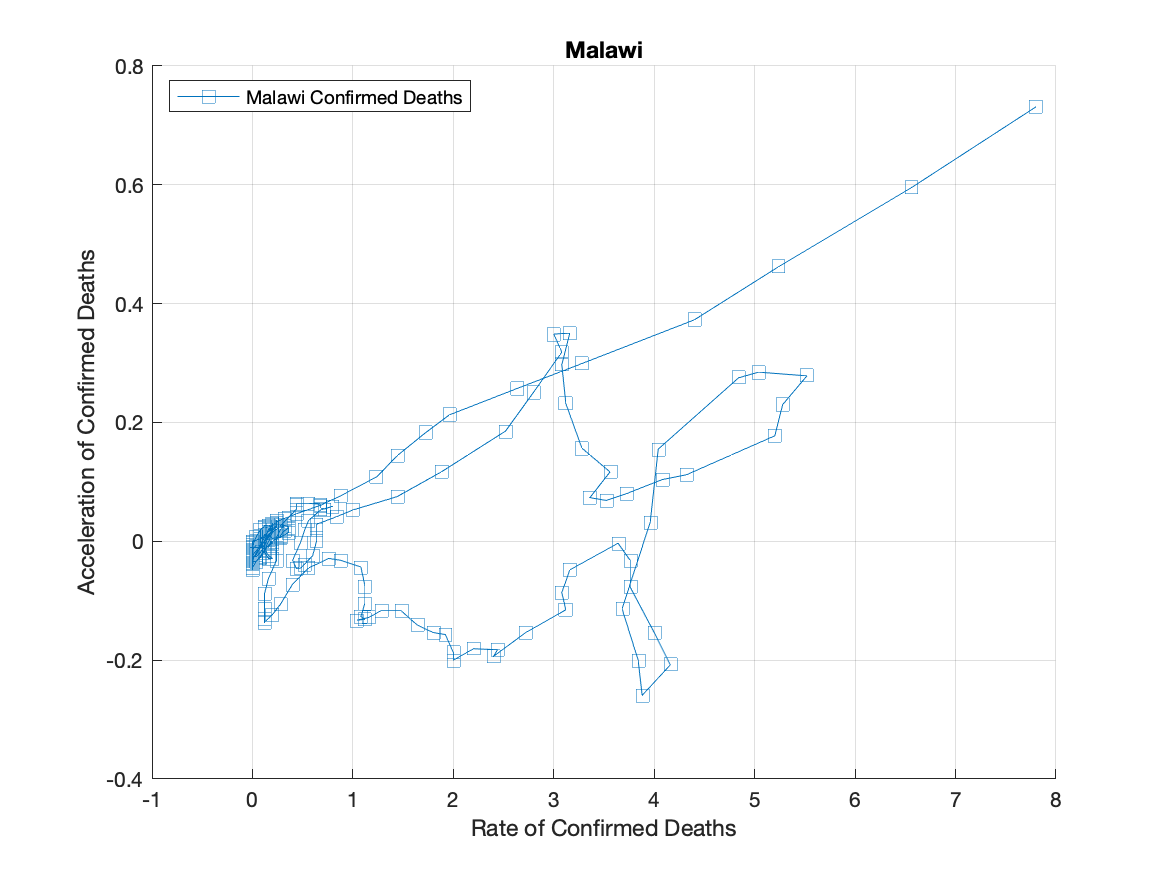 Malawi
Malawi Confirmed Deaths
0.8
0.6
0.4
0.2
0
-0.2
-0.4
Acceleration of Confirmed Deaths
-1 0 1 2 3 4 5 6 7 8
Rate of Confirmed Deaths